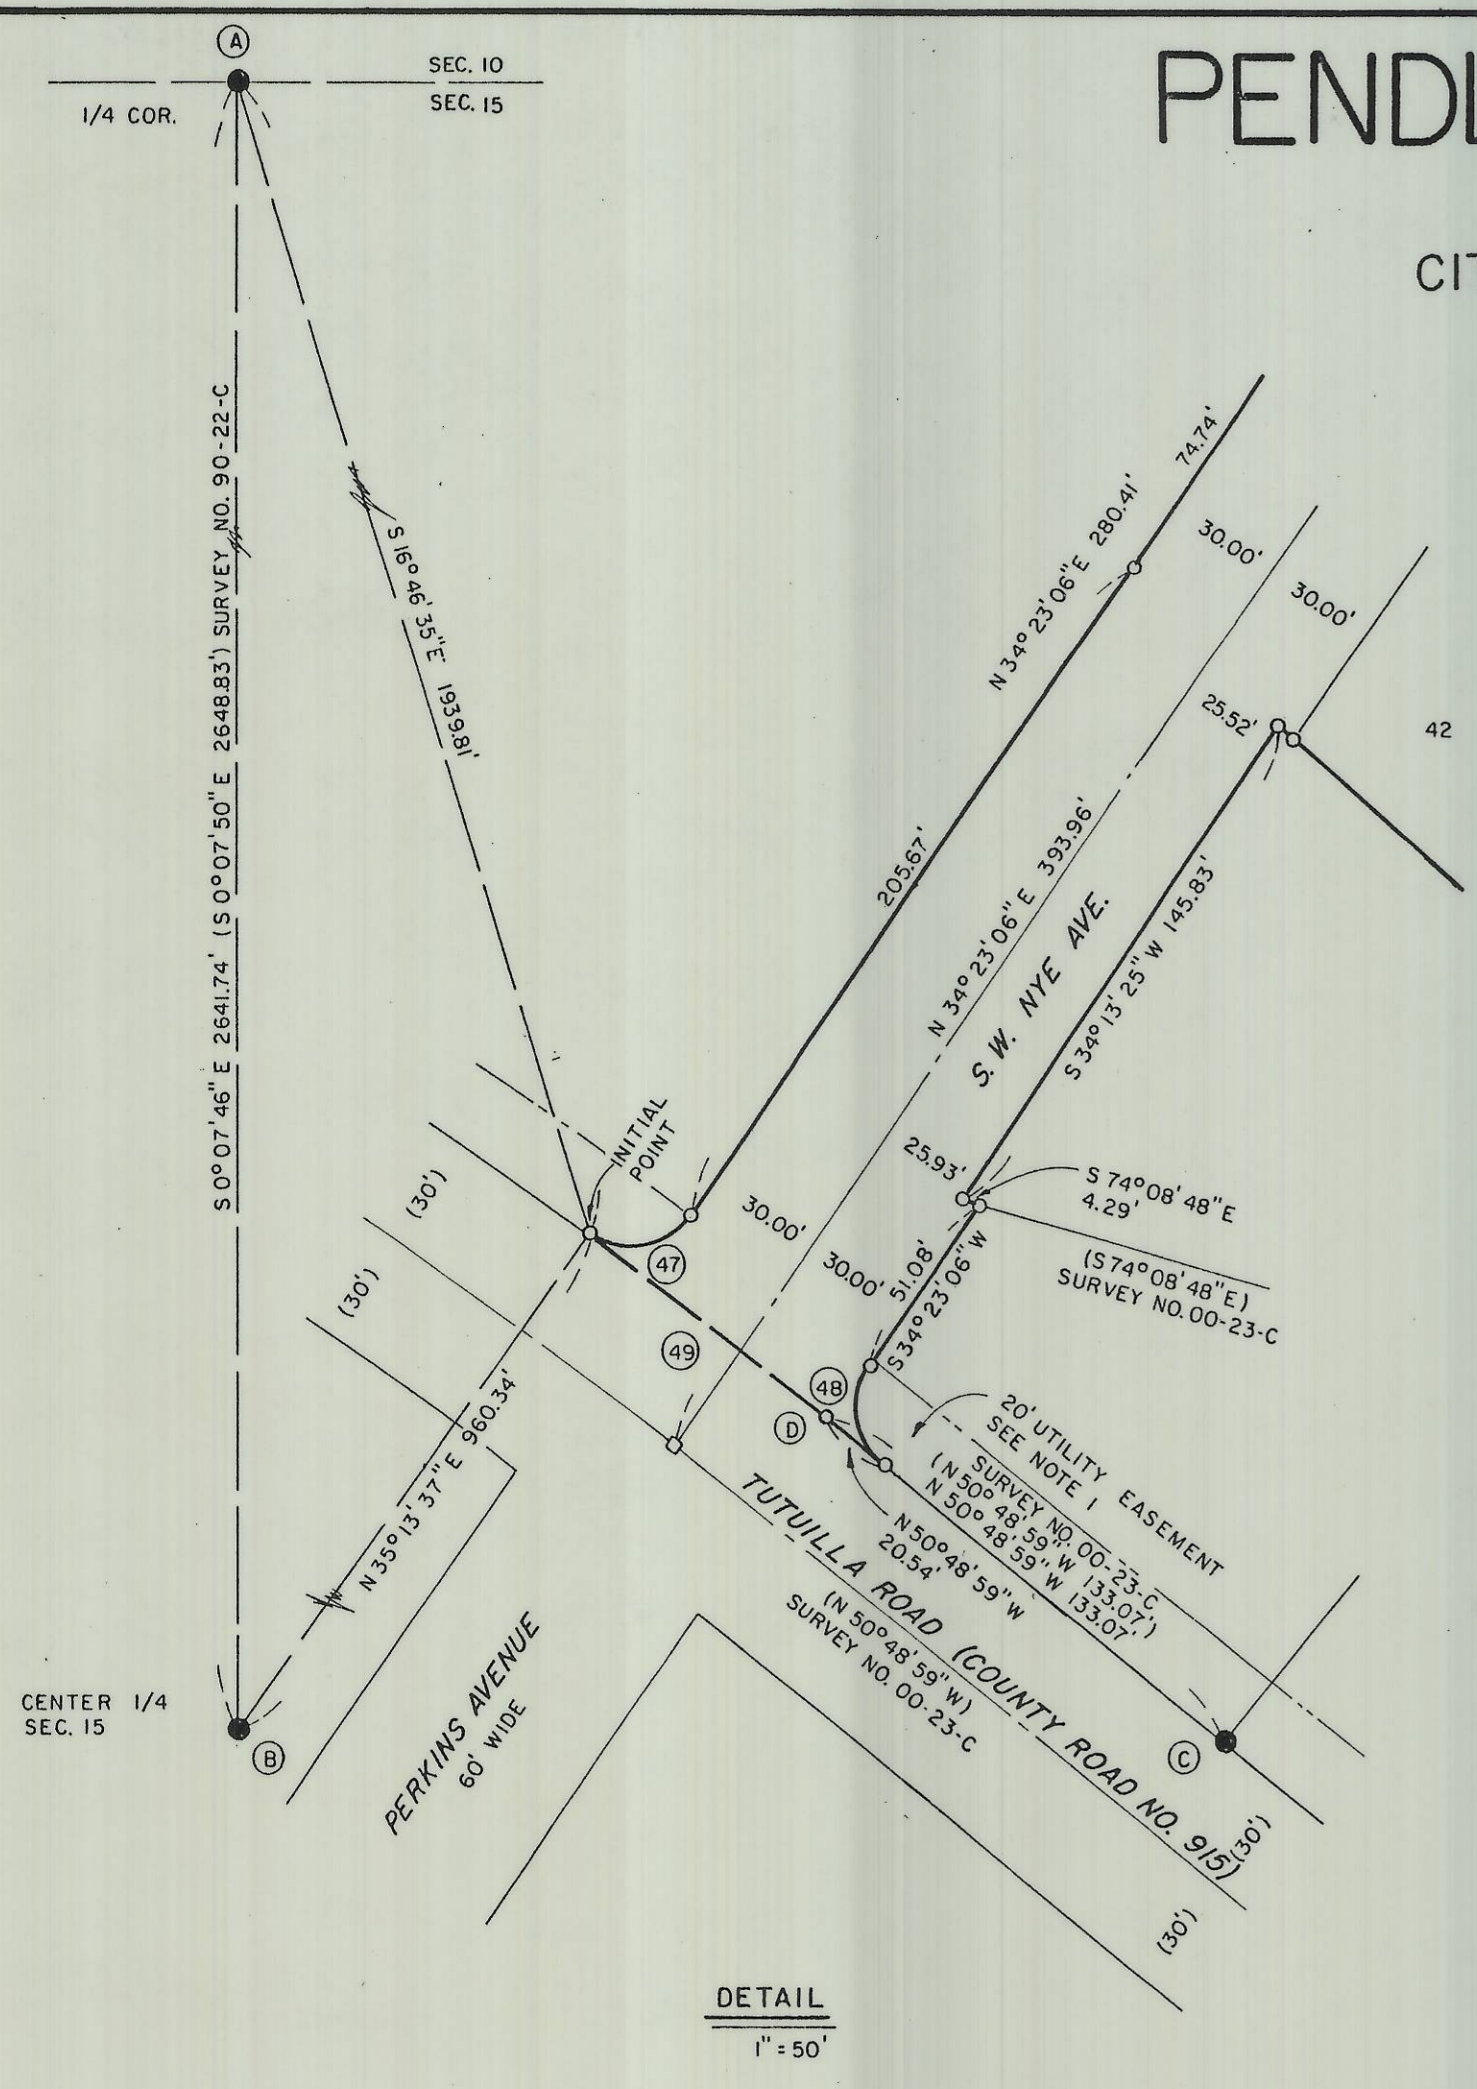 A
SEC. 10
1/4 COR.
SEC. 15
PENDL
CIT
S 0° 07' 46" E 2641.74' (S 0° 07' 50" E 2648.83') SURVEY NO. 90-22-C
S 16° 46' 35" E 1939.81'
74.74'
N 34° 23' 06" E 280.41'
30.00'
30.00'
25.52'
42
205.67'
N 34° 23' 06" E 393.96'
S. W. NYE AVE.
S 34° 13' 25" W 145.83'
INITIAL
POINT
(30')
(30')
25.93'
S 74° 08' 48" E
4.29'
(S 74° 08' 48" E)
SURVEY NO. 00-23-C
30.00'
30.00'
51.08'
S 34° 23' 06" W
47
49
48
D
20' UTILITY EASEMENT
SEE NOTE 1
SURVEY NO. 00-23-C
(N 50° 48' 59" W 133.07')
N 50° 48' 59" W 133.07'
N 50° 48' 59" W
20.54'
(N 50° 48' 59" W)
SURVEY NO. 00-23-C
TUTUILLA ROAD (COUNTY ROAD NO. 915)
N 35° 13' 37" E 960.34'
PERKINS AVENUE
60' WIDE
CENTER 1/4
SEC. 15
B
C
(30')
(30')
DETAIL
1" = 50'